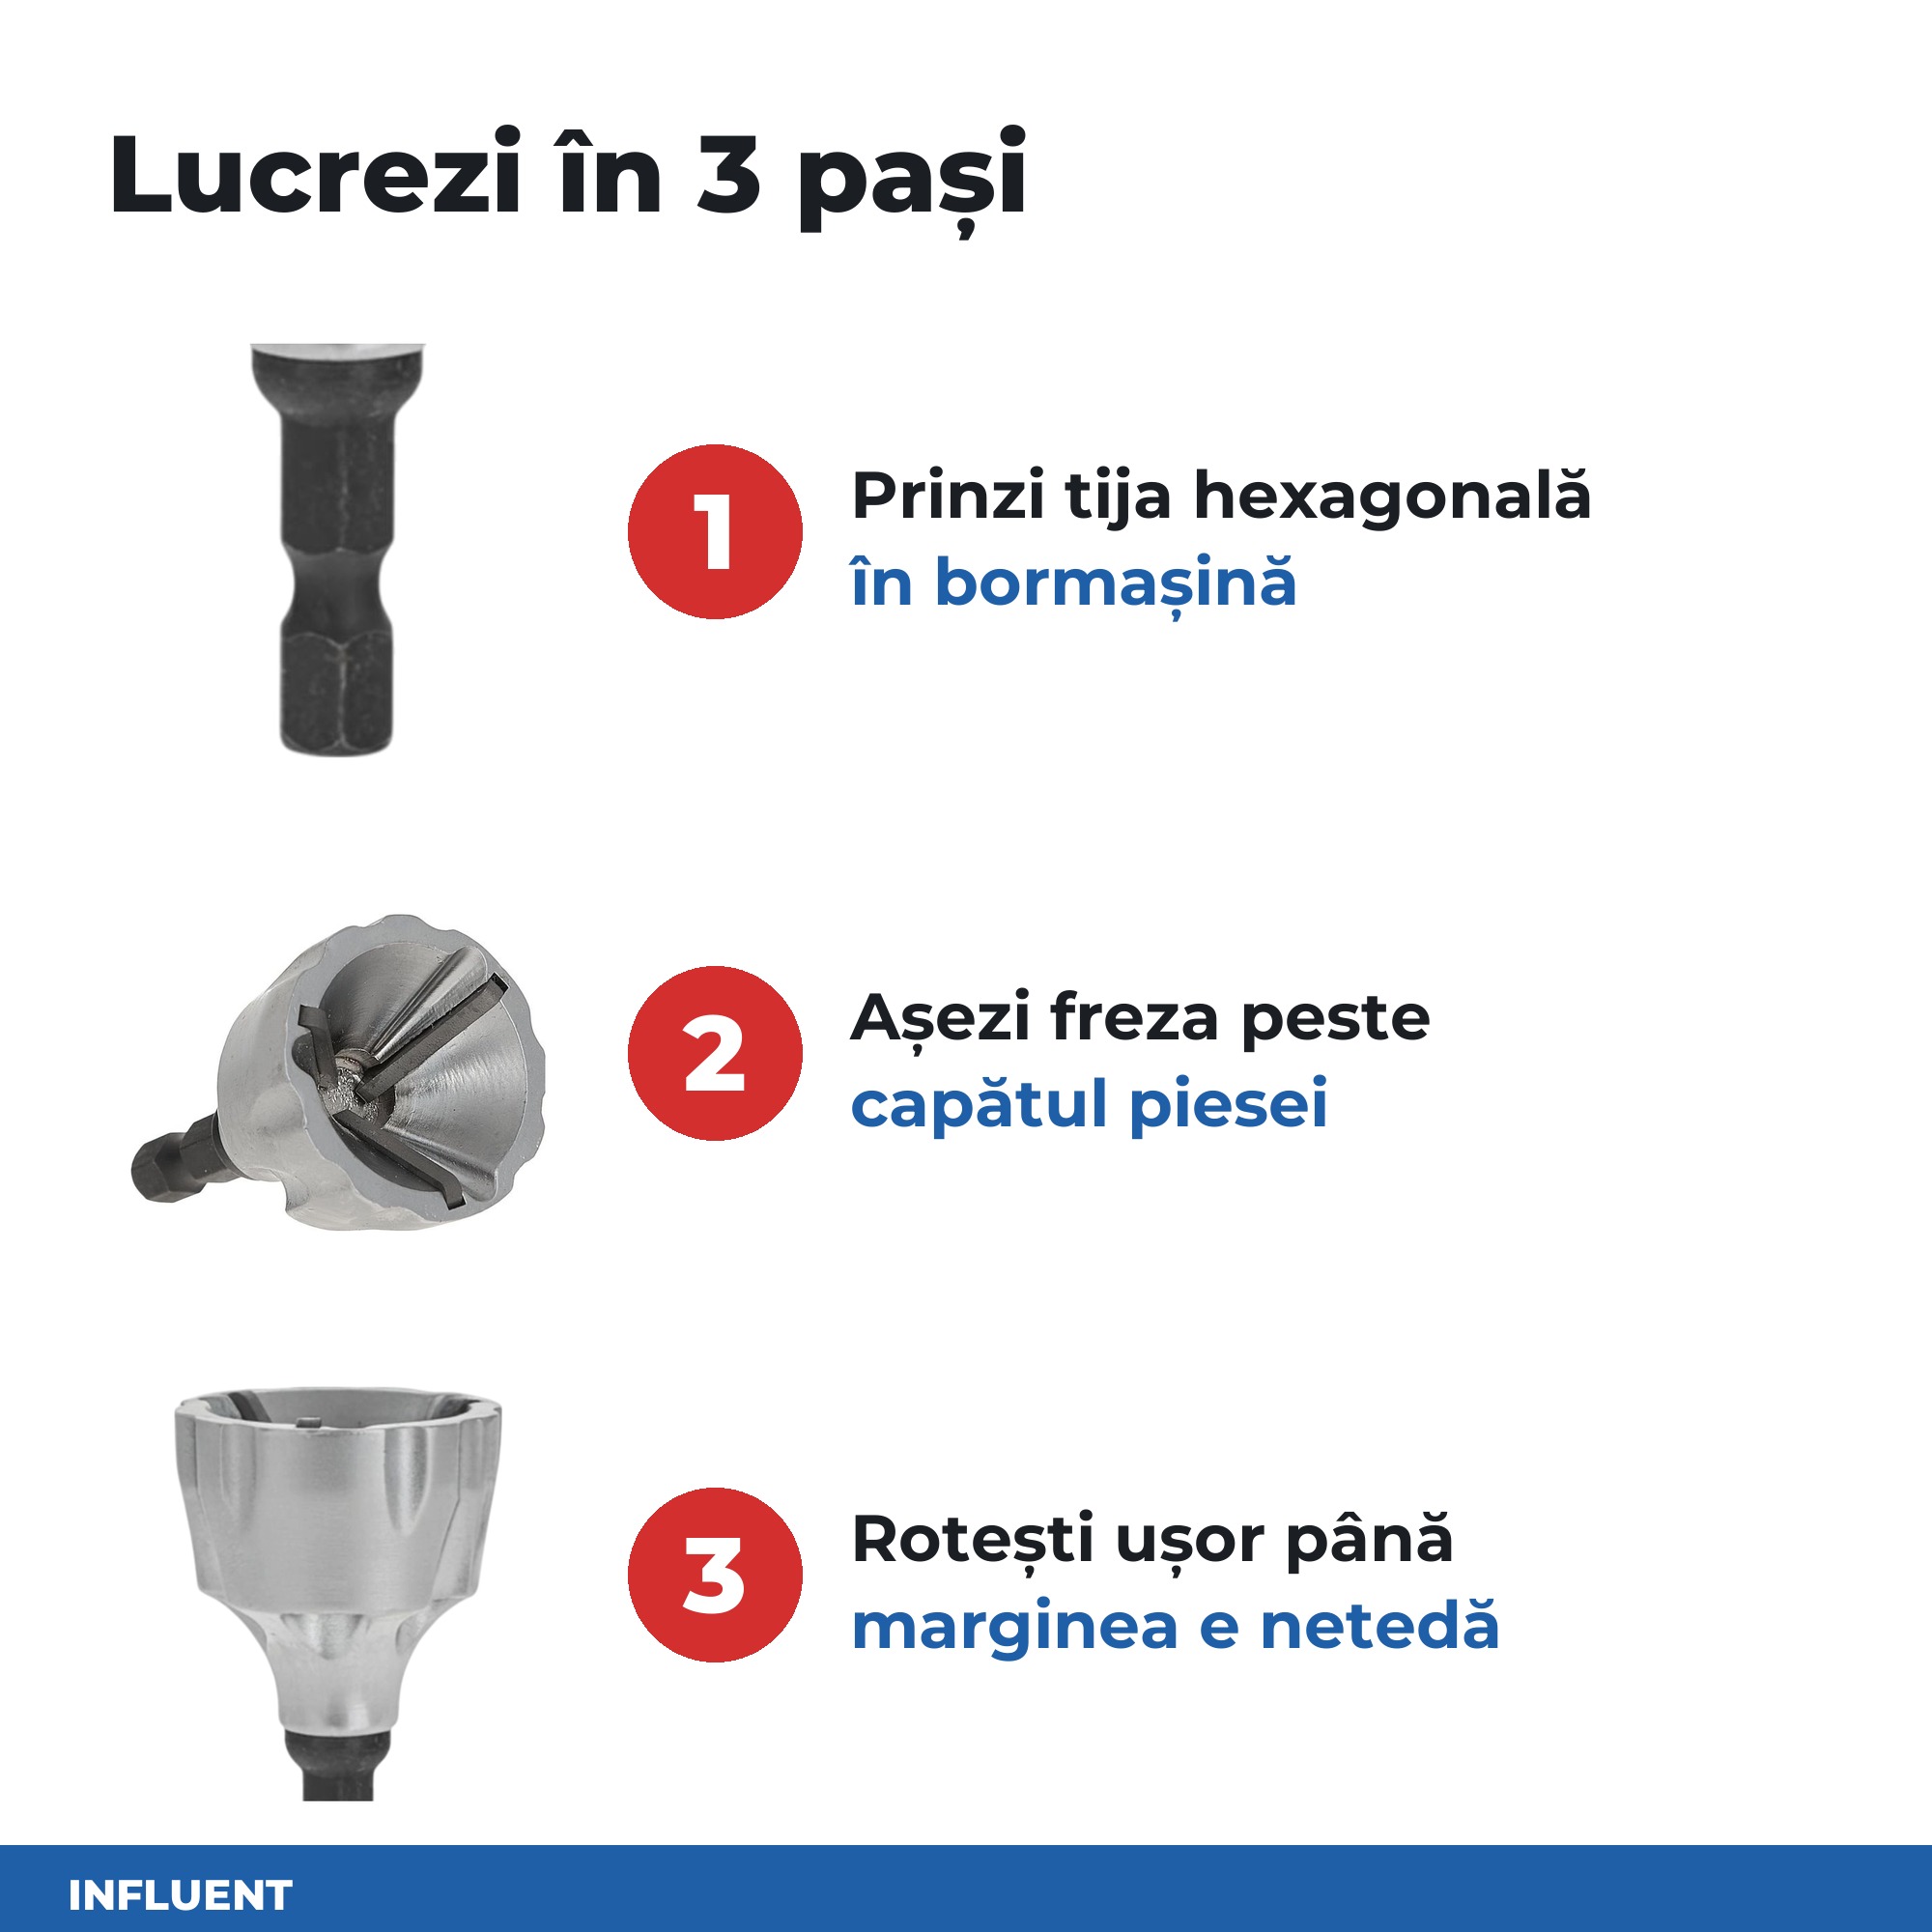 Lucrezi în 3 pași
1
Prinzi tija hexagonală
în bormașină
2
Așezi freza peste
capătul piesei
3
Rotești ușor până
marginea e netedă
INFLUENT